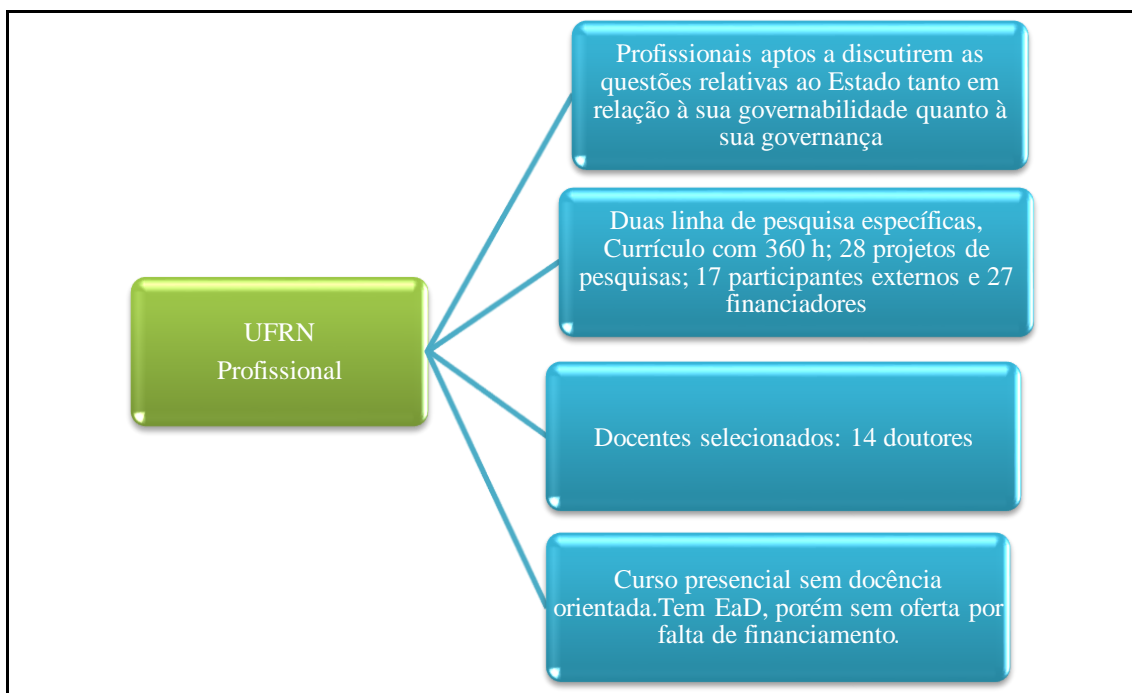 UFRN
Profissional
Profissionais aptos a discutirem as
questões relativas ao Estado tanto em
relação à sua governabilidade quanto à
sua governança
Duas linha de pesquisa específicas,
Currículo com 360 h; 28 projetos de
pesquisas; 17 participantes externos e 27
financiadores
Docentes selecionados: 14 doutores
Curso presencial sem docência
orientada.Tem EaD, porém sem oferta por
falta de financiamento.